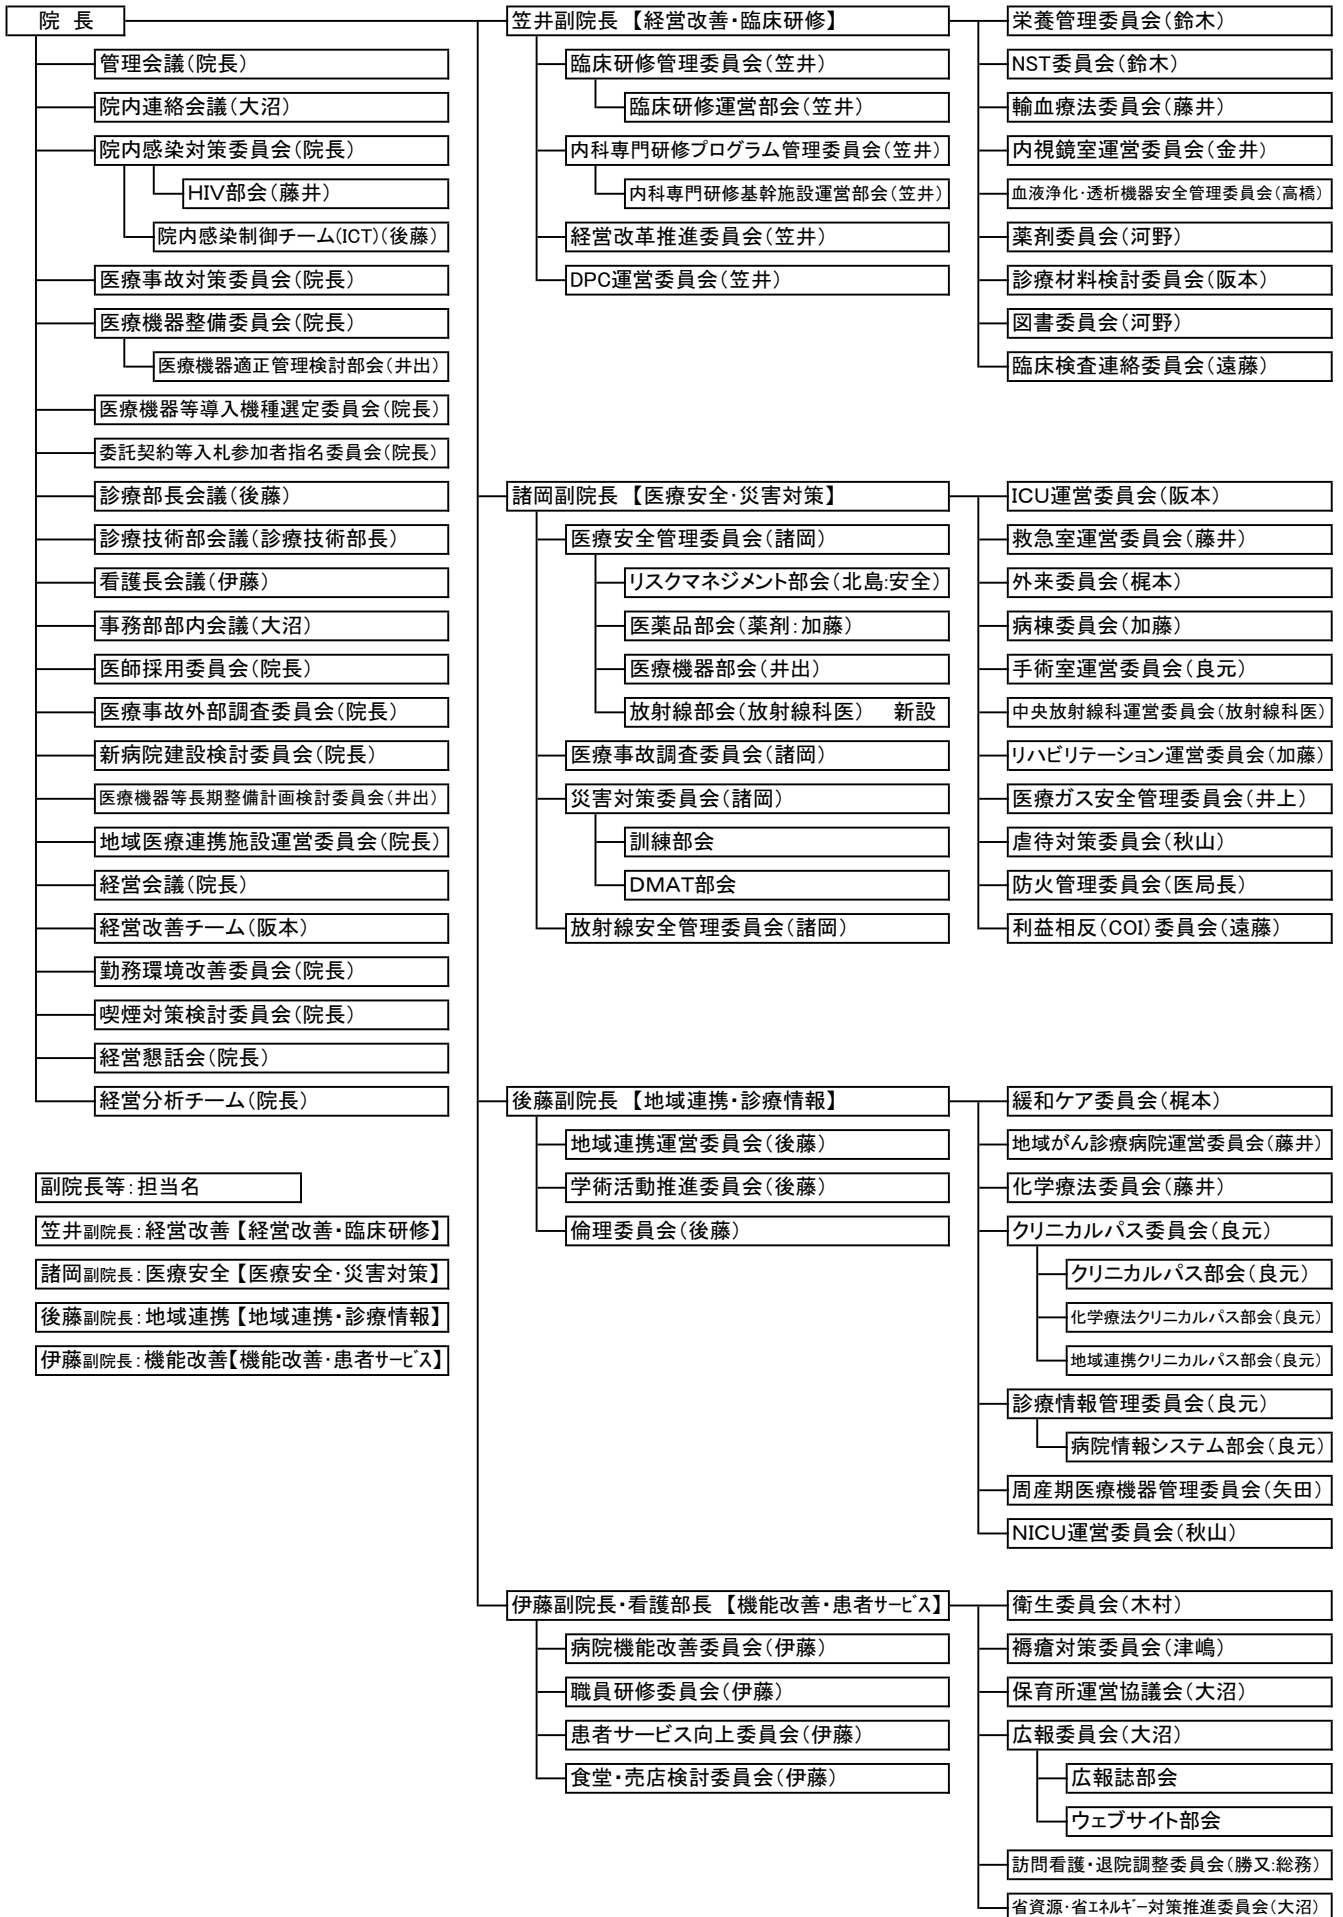 院 長
管理会議(院長)
院内連絡会議(大沼)
院内感染対策委員会(院長)
HIV部会(藤井)
院内感染制御チーム(ICT)(後藤)
医療事故対策委員会(院長)
医療機器整備委員会(院長)
医療機器適正管理検討部会(井出)
医療機器等導入機種選定委員会(院長)
委託契約等入札参加者指名委員会(院長)
診療部長会議(後藤)
診療技術部会議(診療技術部長)
看護長会議(伊藤)
事務部部内会議(大沼)
医師採用委員会(院長)
医療事故外部調査委員会(院長)
新病院建設検討委員会(院長)
医療機器等長期整備計画検討委員会(井出)
地域医療連携施設運営委員会(院長)
経営会議(院長)
経営改善チーム(阪本)
勤務環境改善委員会(院長)
喫煙対策検討委員会(院長)
経営懇話会(院長)
経営分析チーム(院長)
副院長等:担当名
笠井副院長:経営改善【経営改善・臨床研修】
諸岡副院長:医療安全【医療安全・災害対策】
後藤副院長:地域連携【地域連携・診療情報】
伊藤副院長:機能改善【機能改善・患者ｻｰﾋﾞｽ】
笠井副院長 【経営改善・臨床研修】
臨床研修管理委員会(笠井)
臨床研修運営部会(笠井)
内科専門研修プログラム管理委員会(笠井)
内科専門研修基幹施設運営部会(笠井)
経営改革推進委員会(笠井)
DPC運営委員会(笠井)
栄養管理委員会(鈴木)
NST委員会(鈴木)
輸血療法委員会(藤井)
内視鏡室運営委員会(金井)
血液浄化・透析機器安全管理委員会(高橋)
薬剤委員会(河野)
診療材料検討委員会(阪本)
図書委員会(河野)
臨床検査連絡委員会(遠藤)
諸岡副院長 【医療安全・災害対策】
医療安全管理委員会(諸岡)
リスクマネジメント部会(北島:安全)
医薬品部会(薬剤:加藤)
医療機器部会(井出)
放射線部会(放射線科医) 新設
医療事故調査委員会(諸岡)
災害対策委員会(諸岡)
訓練部会
DMAT部会
放射線安全管理委員会(諸岡)
ICU運営委員会(阪本)
救急室運営委員会(藤井)
外来委員会(梶本)
病棟委員会(加藤)
手術室運営委員会(良元)
中央放射線科運営委員会(放射線科医)
リハビリテーション運営委員会(加藤)
医療ガス安全管理委員会(井上)
虐待対策委員会(秋山)
防火管理委員会(医局長)
利益相反(COI)委員会(遠藤)
後藤副院長 【地域連携・診療情報】
地域連携運営委員会(後藤)
学術活動推進委員会(後藤)
倫理委員会(後藤)
緩和ケア委員会(梶本)
地域がん診療病院運営委員会(藤井)
化学療法委員会(藤井)
クリニカルパス委員会(良元)
クリニカルパス部会(良元)
化学療法クリニカルパス部会(良元)
地域連携クリニカルパス部会(良元)
診療情報管理委員会(良元)
病院情報システム部会(良元)
周産期医療機器管理委員会(矢田)
NICU運営委員会(秋山)
伊藤副院長・看護部長 【機能改善・患者ｻｰﾋﾞｽ】
病院機能改善委員会(伊藤)
職員研修委員会(伊藤)
患者サービス向上委員会(伊藤)
食堂・売店検討委員会(伊藤)
衛生委員会(木村)
褥瘡対策委員会(津嶋)
保育所運営協議会(大沼)
広報委員会(大沼)
広報誌部会
ウェブサイト部会
訪問看護・退院調整委員会(勝又:総務)
省資源・省ｴﾈﾙｷﾞｰ対策推進委員会(大沼)